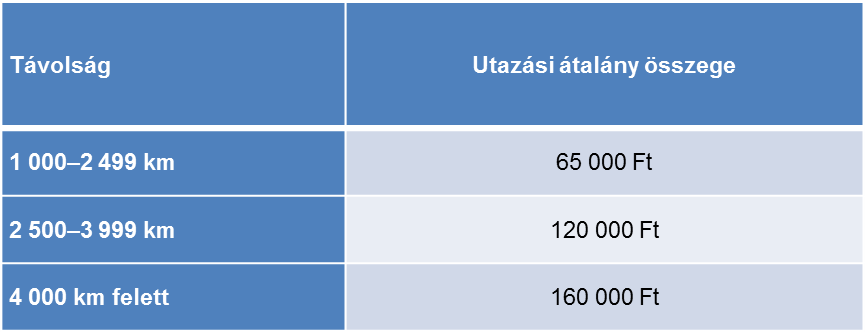 Távolság Utazási átalány összege
1 000–2 499 km 65 000 Ft
2 500–3 999 km 120 000 Ft
4 000 km felett 160 000 Ft